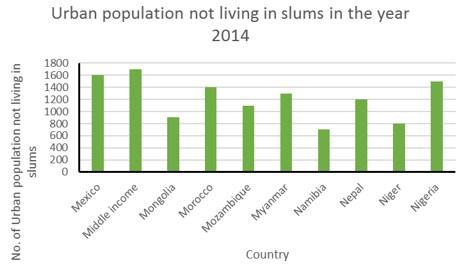 Urban population not living in slums in the year
2014
No. of Urban population not living in
slums
1800
1600
1400
1200
1000
800
600
400
200
0
Mexico
Middle income
Mongolia
Morocco
Mozambique
Myanmar
Namibia
Nepal
Niger
Nigeria
Country